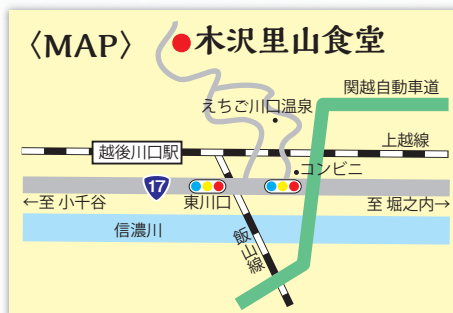 〈MAP〉
木沢里山食堂
関越自動車道
えちご川口温泉
上越線
越後川口駅
コンビニ
17
←至 小千谷
東川口
至 堀之内→
信濃川
飯山線